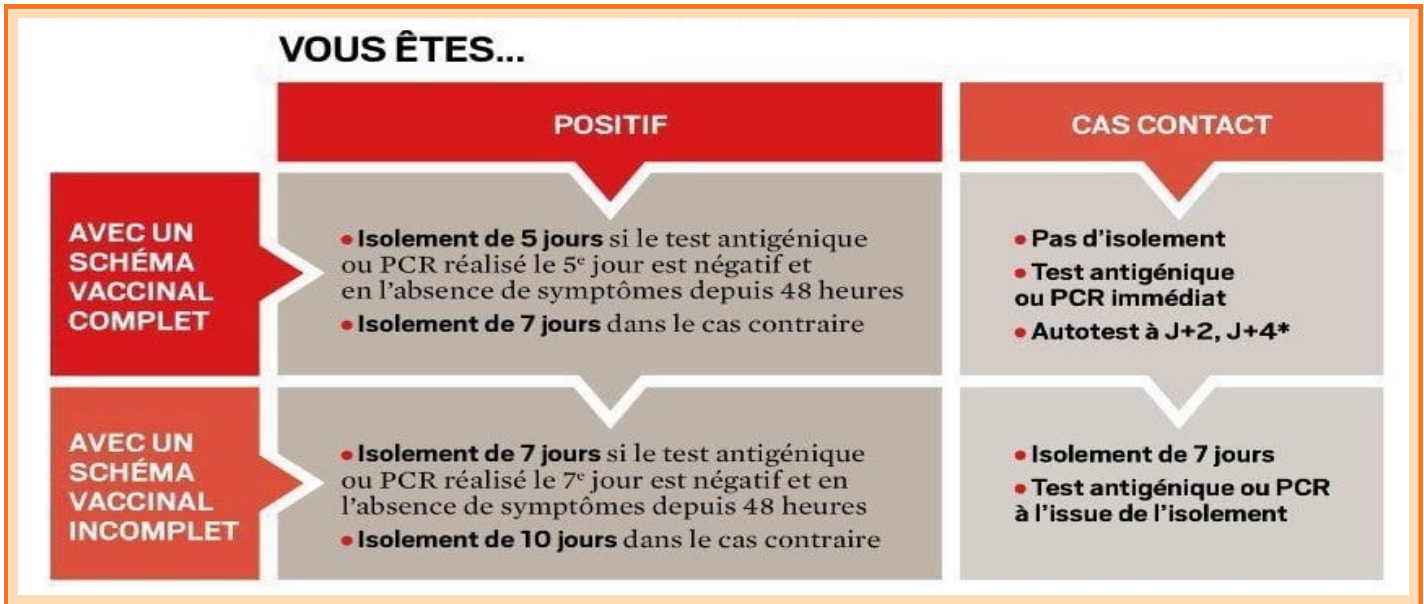 VOUS ÊTES...
POSITIF
CAS CONTACT
AVEC UN
SCHÉMA
VACCINAL
COMPLET
• Isolement de 5 jours si le test antigénique
ou PCR réalisé le 5e jour est négatif et
en l'absence de symptômes depuis 48 heures
• Isolement de 7 jours dans le cas contraire
• Pas d'isolement
• Test antigénique
ou PCR immédiat
• Autotest à J+2, J+4*
AVEC UN
SCHÉMA
VACCINAL
INCOMPLET
• Isolement de 7 jours si le test antigénique
ou PCR réalisé le 7e jour est négatif et en
l'absence de symptômes depuis 48 heures
• Isolement de 10 jours dans le cas contraire
• Isolement de 7 jours
• Test antigénique ou PCR
à l'issue de l'isolement